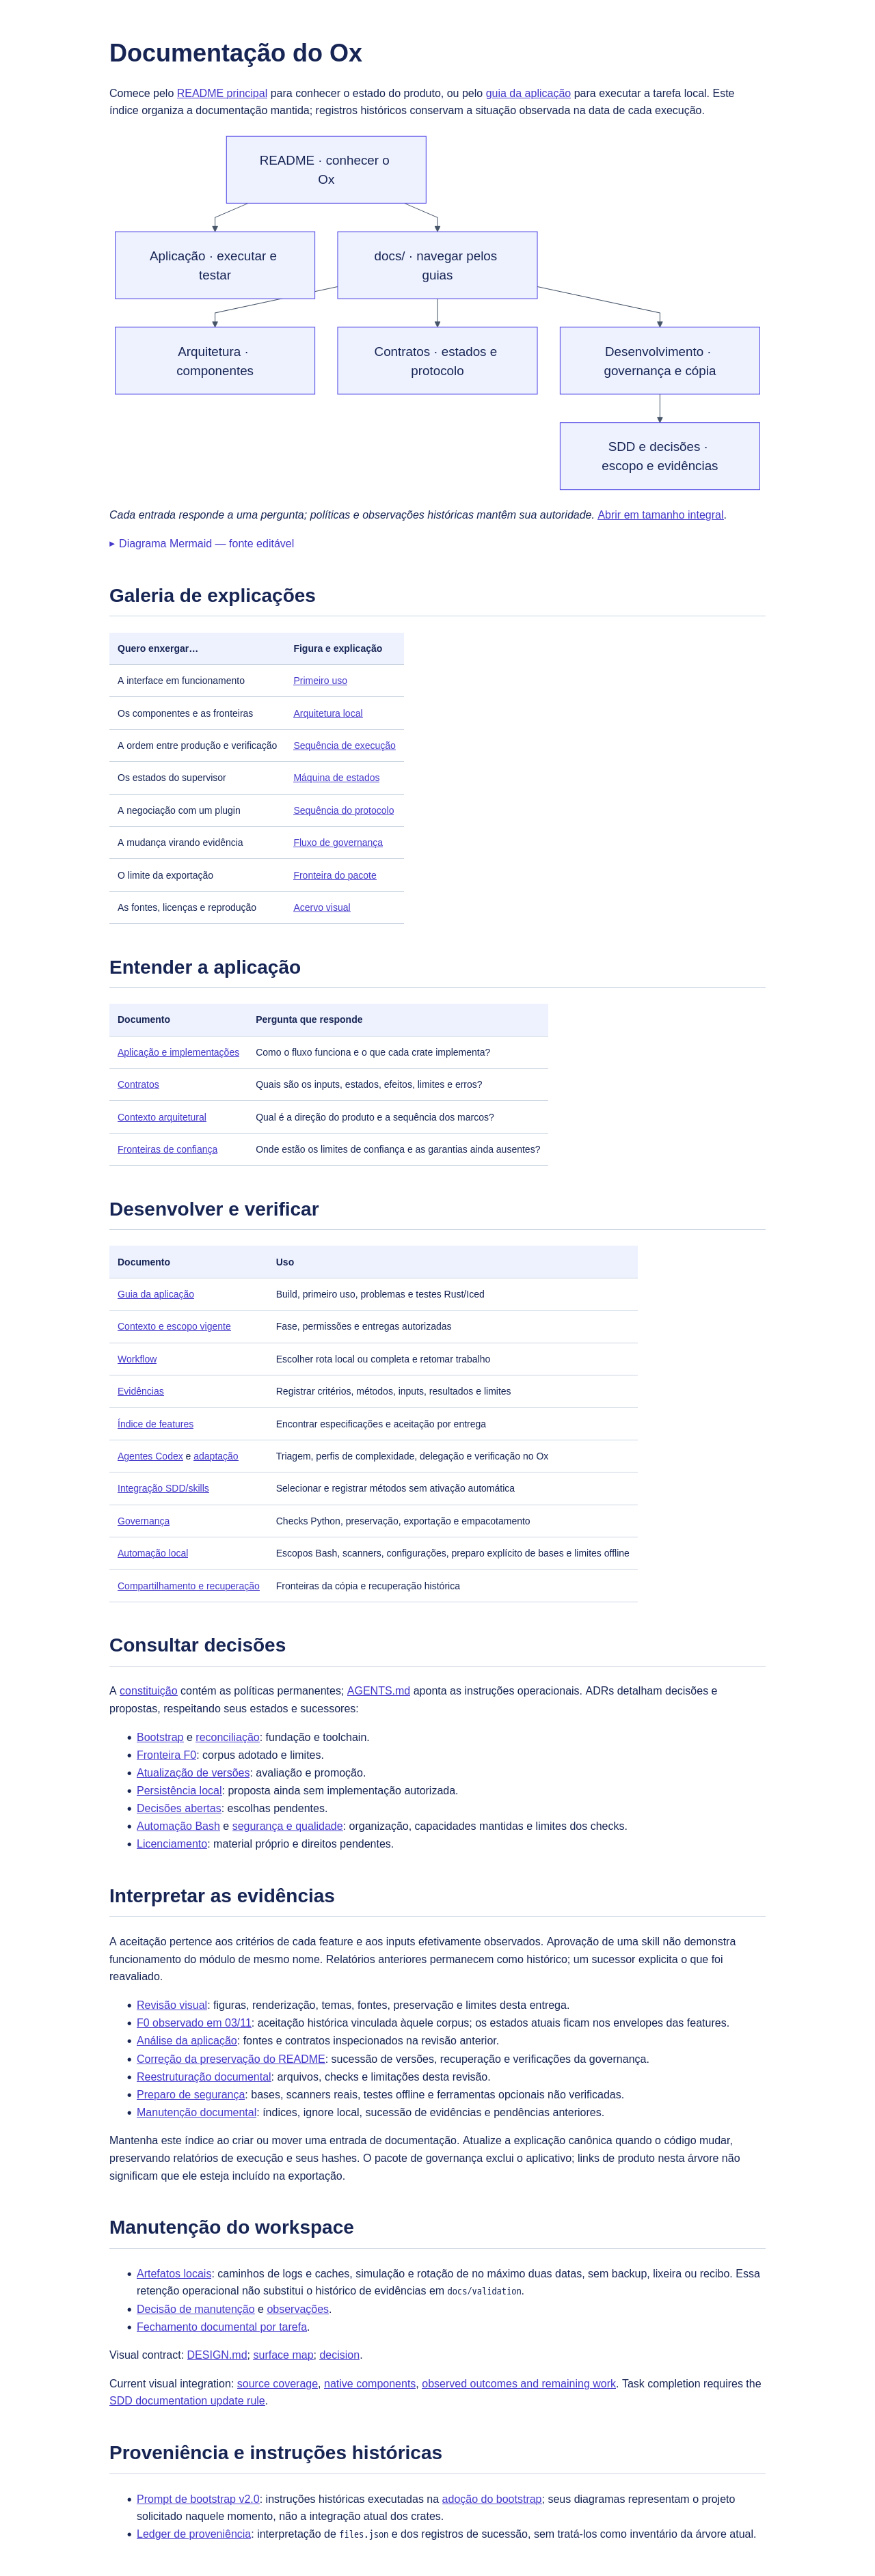 Documentação do Ox
Comece pelo README principal para conhecer o estado do produto, ou pelo guia da aplicação para executar a tarefa local. Este
índice organiza a documentação mantida; registros históricos conservam a situação observada na data de cada execução.
README · conhecer o
Ox
Aplicação · executar e
testar
docs/ · navegar pelos
guias
Arquitetura ·
componentes
Contratos · estados e
protocolo
Desenvolvimento ·
governança e cópia
SDD e decisões ·
escopo e evidências
Cada entrada responde a uma pergunta; políticas e observações históricas mantêm sua autoridade. Abrir em tamanho integral.
▸ Diagrama Mermaid — fonte editável
Galeria de explicações
Quero enxergar… Figura e explicação
A interface em funcionamento Primeiro uso
Os componentes e as fronteiras Arquitetura local
A ordem entre produção e verificação Sequência de execução
Os estados do supervisor Máquina de estados
A negociação com um plugin Sequência do protocolo
A mudança virando evidência Fluxo de governança
O limite da exportação Fronteira do pacote
As fontes, licenças e reprodução Acervo visual
Entender a aplicação
Documento Pergunta que responde
Aplicação e implementações Como o fluxo funciona e o que cada crate implementa?
Contratos Quais são os inputs, estados, efeitos, limites e erros?
Contexto arquitetural Qual é a direção do produto e a sequência dos marcos?
Fronteiras de confiança Onde estão os limites de confiança e as garantias ainda ausentes?
Desenvolver e verificar
Documento Uso
Guia da aplicação Build, primeiro uso, problemas e testes Rust/Iced
Contexto e escopo vigente Fase, permissões e entregas autorizadas
Workflow Escolher rota local ou completa e retomar trabalho
Evidências Registrar critérios, métodos, inputs, resultados e limites
Índice de features Encontrar especificações e aceitação por entrega
Agentes Codex e adaptação Triagem, perfis de complexidade, delegação e verificação no Ox
Integração SDD/skills Selecionar e registrar métodos sem ativação automática
Governança Checks Python, preservação, exportação e empacotamento
Automação local Escopos Bash, scanners, configurações, preparo explícito de bases e limites offline
Compartilhamento e recuperação Fronteiras da cópia e recuperação histórica
Consultar decisões
A constituição contém as políticas permanentes; AGENTS.md aponta as instruções operacionais. ADRs detalham decisões e
propostas, respeitando seus estados e sucessores:
• Bootstrap e reconciliação: fundação e toolchain.
• Fronteira F0: corpus adotado e limites.
• Atualização de versões: avaliação e promoção.
• Persistência local: proposta ainda sem implementação autorizada.
• Decisões abertas: escolhas pendentes.
• Automação Bash e segurança e qualidade: organização, capacidades mantidas e limites dos checks.
• Licenciamento: material próprio e direitos pendentes.
Interpretar as evidências
A aceitação pertence aos critérios de cada feature e aos inputs efetivamente observados. Aprovação de uma skill não demonstra
funcionamento do módulo de mesmo nome. Relatórios anteriores permanecem como histórico; um sucessor explicita o que foi
reavaliado.
• Revisão visual: figuras, renderização, temas, fontes, preservação e limites desta entrega.
• F0 observado em 03/11: aceitação histórica vinculada àquele corpus; os estados atuais ficam nos envelopes das features.
• Análise da aplicação: fontes e contratos inspecionados na revisão anterior.
• Correção da preservação do README: sucessão de versões, recuperação e verificações da governança.
• Reestruturação documental: arquivos, checks e limitações desta revisão.
• Preparo de segurança: bases, scanners reais, testes offline e ferramentas opcionais não verificadas.
• Manutenção documental: índices, ignore local, sucessão de evidências e pendências anteriores.
Mantenha este índice ao criar ou mover uma entrada de documentação. Atualize a explicação canônica quando o código mudar,
preservando relatórios de execução e seus hashes. O pacote de governança exclui o aplicativo; links de produto nesta árvore não
significam que ele esteja incluído na exportação.
Manutenção do workspace
• Artefatos locais: caminhos de logs e caches, simulação e rotação de no máximo duas datas, sem backup, lixeira ou recibo. Essa
retenção operacional não substitui o histórico de evidências em docs/validation.
• Decisão de manutenção e observações.
• Fechamento documental por tarefa.
Visual contract: DESIGN.md; surface map; decision.
Current visual integration: source coverage, native components, observed outcomes and remaining work. Task completion requires the
SDD documentation update rule.
Proveniência e instruções históricas
• Prompt de bootstrap v2.0: instruções históricas executadas na adoção do bootstrap; seus diagramas representam o projeto
solicitado naquele momento, não a integração atual dos crates.
• Ledger de proveniência: interpretação de files.json e dos registros de sucessão, sem tratá-los como inventário da árvore atual.